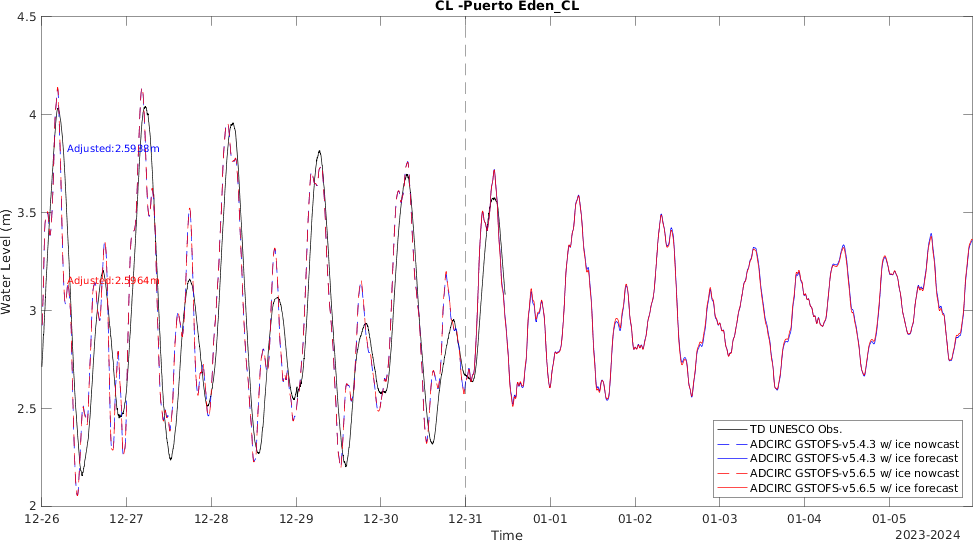 CL -Puerto Eden_CL
4.5
4
3.5
3
2.5
2
Water Level (m)
Adjusted:2.5988m
Adjusted:2.5964m
TD UNESCO Obs.
ADCIRC GSTOFS-v5.4.3 w/ ice nowcast
ADCIRC GSTOFS-v5.4.3 w/ ice forecast
ADCIRC GSTOFS-v5.6.5 w/ ice nowcast
ADCIRC GSTOFS-v5.6.5 w/ ice forecast
12-26 12-27 12-28 12-29 12-30 12-31 01-01 01-02 01-03 01-04 01-05
Time
2023-2024